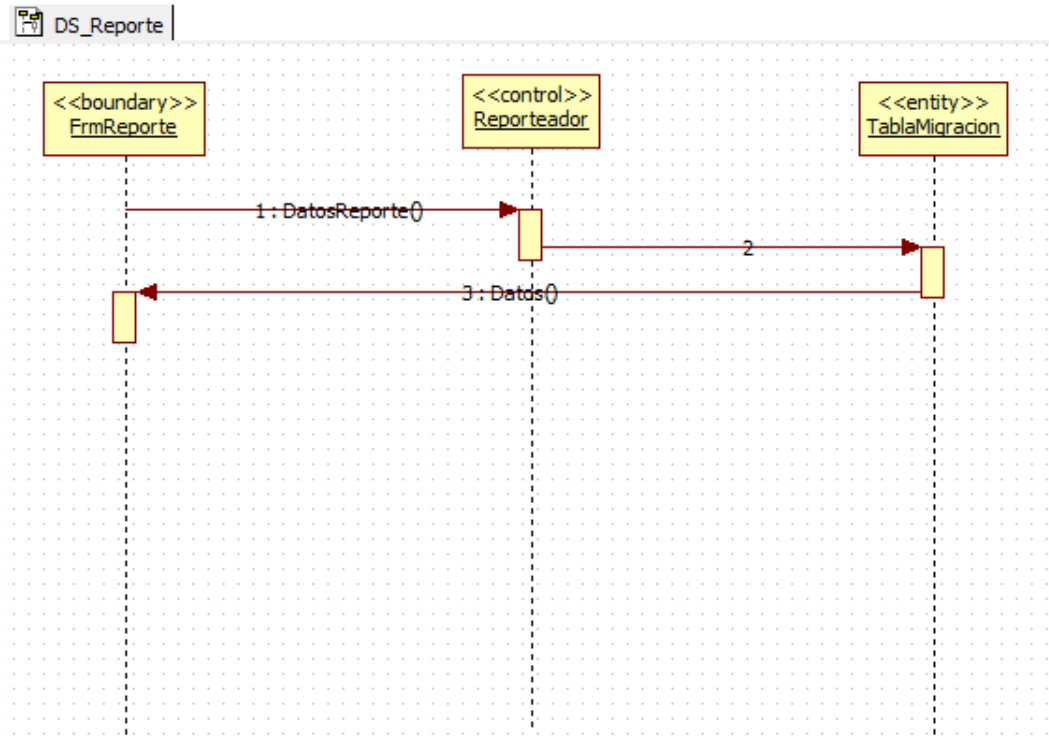 DS_Reporte
<<boundary>>
FrmReporte
<<control>>
Reporteador
<<entity>>
TablaMigracion
1 : DatosReporte()
2
3 : Datos()